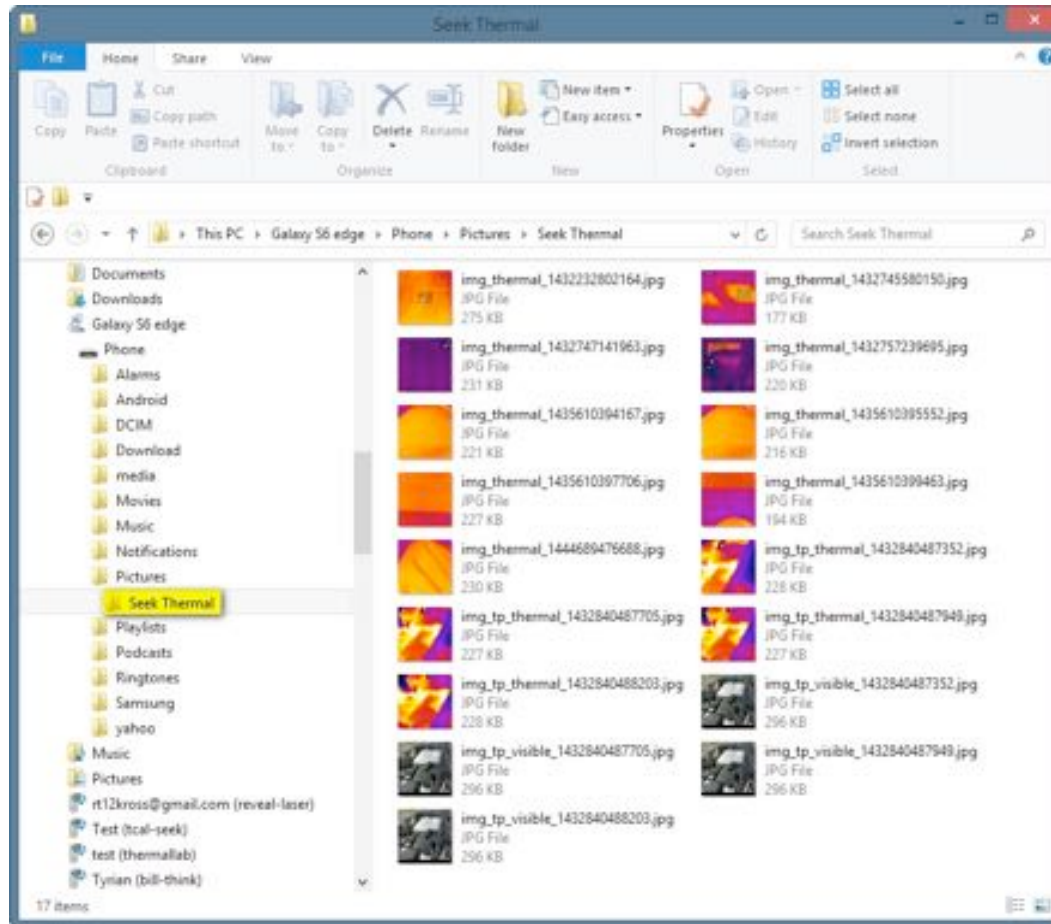 Seek Thermal
File Home Share View
Copy
Paste
Cut
Copy path
Paste shortcut
Clipboard
Move to
Copy to
Delete
Rename
Organize
New folder
New item
Easy access
New
Properties
Open
Edit
History
Open
Select all
Select none
Invert selection
Select
This PC Galaxy S6 edge Phone Pictures Seek Thermal
Search Seek Thermal
Documents
Downloads
Galaxy S6 edge
Phone
Alarms
Android
DCIM
Download
media
Movies
Music
Notifications
Pictures
Seek Thermal
Playlists
Podcasts
Ringtones
Samsung
yahoo
Music
Pictures
rt12kross@gmail.com (reveal-laser)
Test (tcal-seek)
test (thermallab)
Tyrian (bill-think)
img_thermal_1432232802164.jpg
JPG File
275 KB
img_thermal_1432745580150.jpg
JPG File
177 KB
img_thermal_1432747141963.jpg
JPG File
231 KB
img_thermal_1432757239695.jpg
JPG File
220 KB
img_thermal_1435610394167.jpg
JPG File
221 KB
img_thermal_1435610395552.jpg
JPG File
216 KB
img_thermal_1435610397706.jpg
JPG File
227 KB
img_thermal_1435610399463.jpg
JPG File
194 KB
img_thermal_1444689476688.jpg
JPG File
230 KB
img_tp_thermal_1432840487352.jpg
JPG File
228 KB
img_tp_thermal_1432840487705.jpg
JPG File
227 KB
img_tp_thermal_1432840487949.jpg
JPG File
227 KB
img_tp_thermal_1432840488203.jpg
JPG File
228 KB
img_tp_visible_1432840487352.jpg
JPG File
296 KB
img_tp_visible_1432840487705.jpg
JPG File
296 KB
img_tp_visible_1432840487949.jpg
JPG File
296 KB
img_tp_visible_1432840488203.jpg
JPG File
296 KB
17 items